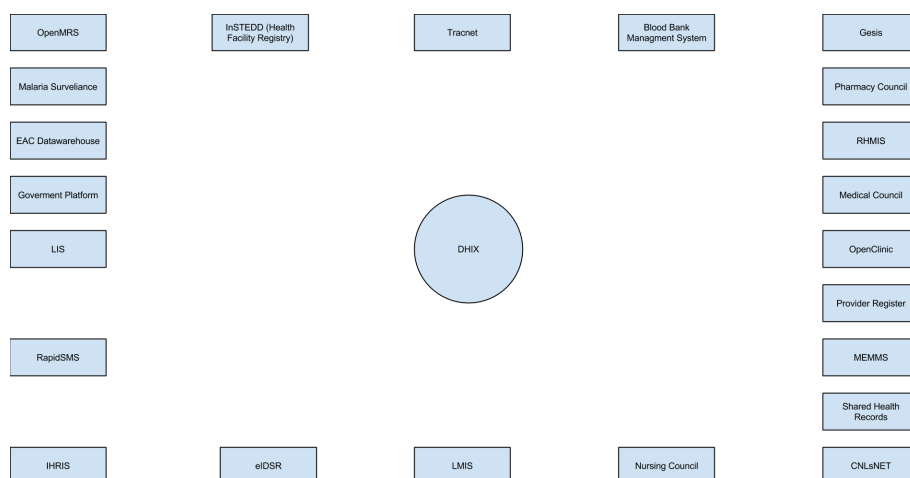 OpenMRS
InSTEDD (Health
Facility Registry)
Tracnet
Blood Bank
Managment System
Gesis
Malaria Surveliance
Pharmacy Council
EAC Datawarehouse
RHMIS
Goverment Platform
Medical Council
LIS
DHIX
OpenClinic
Provider Register
RapidSMS
MEMMS
Shared Health
Records
IHRIS
eIDSR
LMIS
Nursing Council
CNLsNET